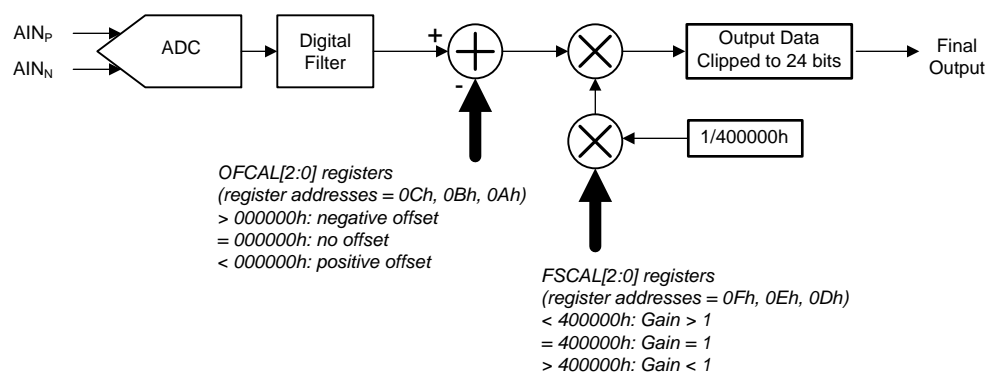 AINP
AINN
ADC
Digital
Filter
+
-
Output Data
Clipped to 24 bits
Final
Output
1/400000h
OFCAL[2:0] registers
(register addresses = 0Ch, 0Bh, 0Ah)
> 000000h: negative offset
= 000000h: no offset
< 000000h: positive offset
FSCAL[2:0] registers
(register addresses = 0Fh, 0Eh, 0Dh)
< 400000h: Gain > 1
= 400000h: Gain = 1
> 400000h: Gain < 1